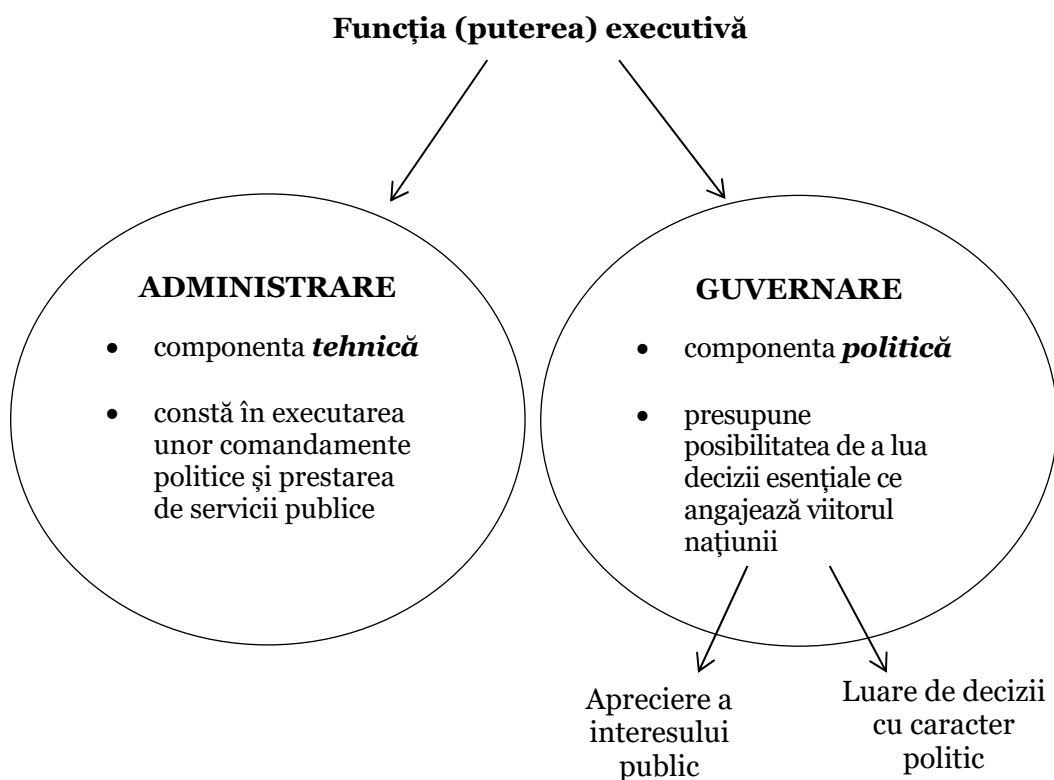 Funcția (puterea) executivă
ADMINISTRARE
• componenta tehnică
• constă în executarea
unor comandamente
politice și prestarea
de servicii publice
GUVERNARE
• componenta politică
• presupune
posibilitatea de a lua
decizii esențiale ce
angajează viitorul
națiunii
Apreciere a
interesului
public
Luare de decizii
cu caracter
politic